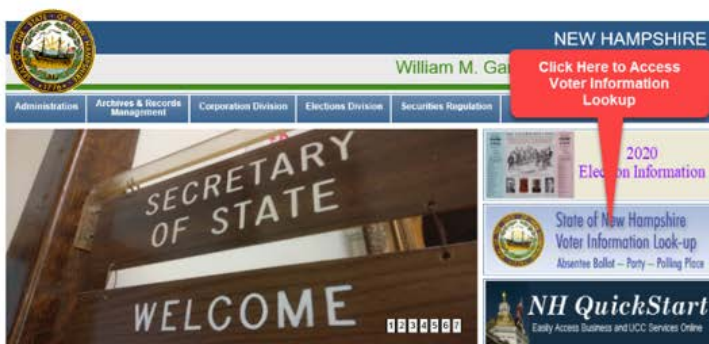 NEW HAMPSHIRE
William M. Ga
Click Here to Access
Voter Information
Lookup
Administration
Archives & Records
Management
Corporation Division
Elections Division
Securities Regulation
SECRETARY
OF STATE
WELCOME
1 2 3 4 5 6 7
2020
Election Information
State of New Hampshire
Voter Information Look-up
Absentee Ballot – Party – Polling Place
NH QuickStart
Easily Access Business and UCC Services Online